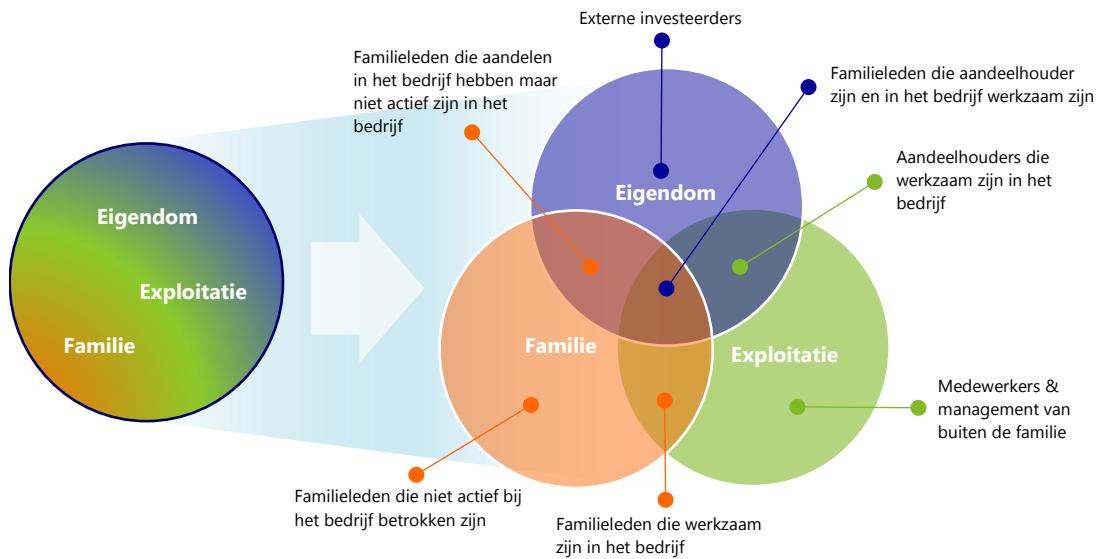 Externe investeerders
Familieleden die aandelen
in het bedrijf hebben maar
niet actief zijn in het
bedrijf
Familieleden die aandeelhouder
zijn en in het bedrijf werkzaam zijn
Aandeelhouders die
werkzaam zijn in het
bedrijf
Eigendom
Exploitatie
Familie
Eigendom
Familie
Exploitatie
Medewerkers &
management van
buiten de familie
Familieleden die niet actief bij
het bedrijf betrokken zijn
Familieleden die werkzaam
zijn in het bedrijf